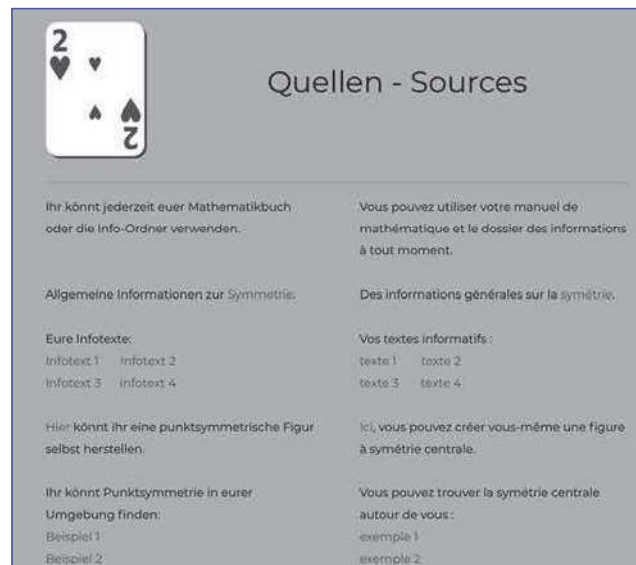 2
2
Quellen - Sources
Ihr könnt jederzeit euer Mathematikbuch
oder die Info-Ordner verwenden.
Allgemeine Informationen zur Symmetrie.
Eure Infotexte:
Infotext 1 Infotext 2
Infotext 3 Infotext 4
Hier könnt ihr eine punktsymmetrische Figur
selbst herstellen.
Ihr könnt Punktsymmetrie in eurer
Umgebung finden:
Beispiel 1
Beispiel 2
Vous pouvez utiliser votre manuel de
mathématique et le dossier des informations
à tout moment.
Des informations générales sur la symétrie.
Vos textes informatifs :
texte 1 texte 2
texte 3 texte 4
Ici, vous pouvez créer vous-même une figure
à symétrie centrale.
Vous pouvez trouver la symétrie centrale
autour de vous :
exemple 1
exemple 2